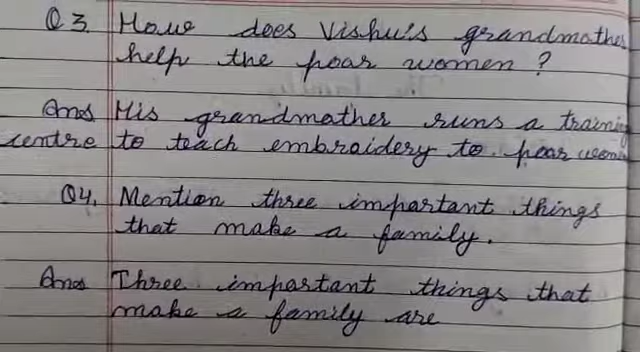 Q3. How does Vishu's grandmother
help the poor women?
Ans His grandmother runs a training
centre to teach embroidery to poor women
Q4. Mention three important things
that make a family.
Ans Three important things that
make a family are